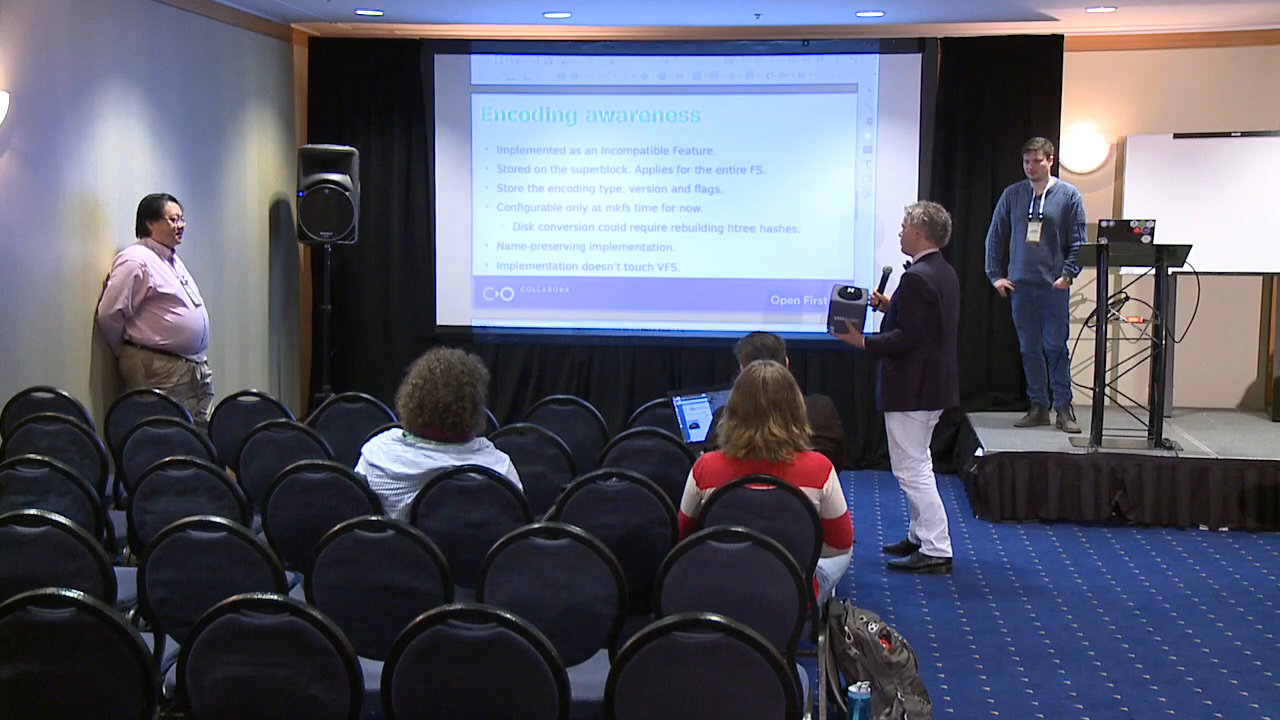 Encoding awareness
Implemented as an Incompatible Feature.
Stored on the superblock. Applies for the entire FS.
Store the encoding type, version and flags.
Configurable only at mkfs time for now.
Disk conversion could require rebuilding htree hashes.
Name-preserving implementation.
Implementation doesn't touch VFS.
COLLABORA
Open First